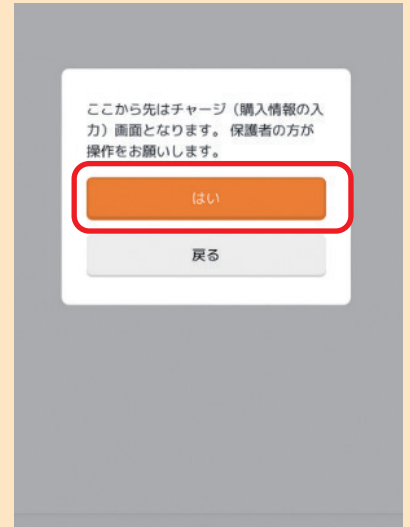 ここから先はチャージ（購入情報の入
力）画面となります。 保護者の方が
操作をお願いします。
はい
戻る